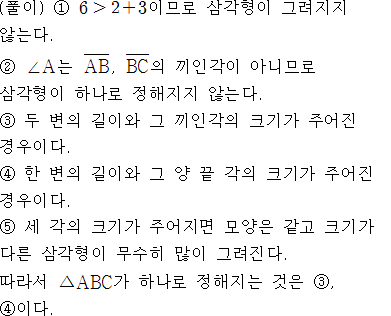 (풀이) ① 6>2+3이므로 삼각형이 그려지지
않는다.
② ∠A는 \overline{AB}, \overline{BC}의 끼인각이 아니므로
삼각형이 하나로 정해지지 않는다.
③ 두 변의 길이와 그 끼인각의 크기가 주어진
경우이다.
④ 한 변의 길이와 그 양 끝 각의 크기가 주어진
경우이다.
⑤ 세 각의 크기가 주어지면 모양은 같고 크기가
다른 삼각형이 무수히 많이 그려진다.
따라서 △ABC가 하나로 정해지는 것은 ③,
④이다.